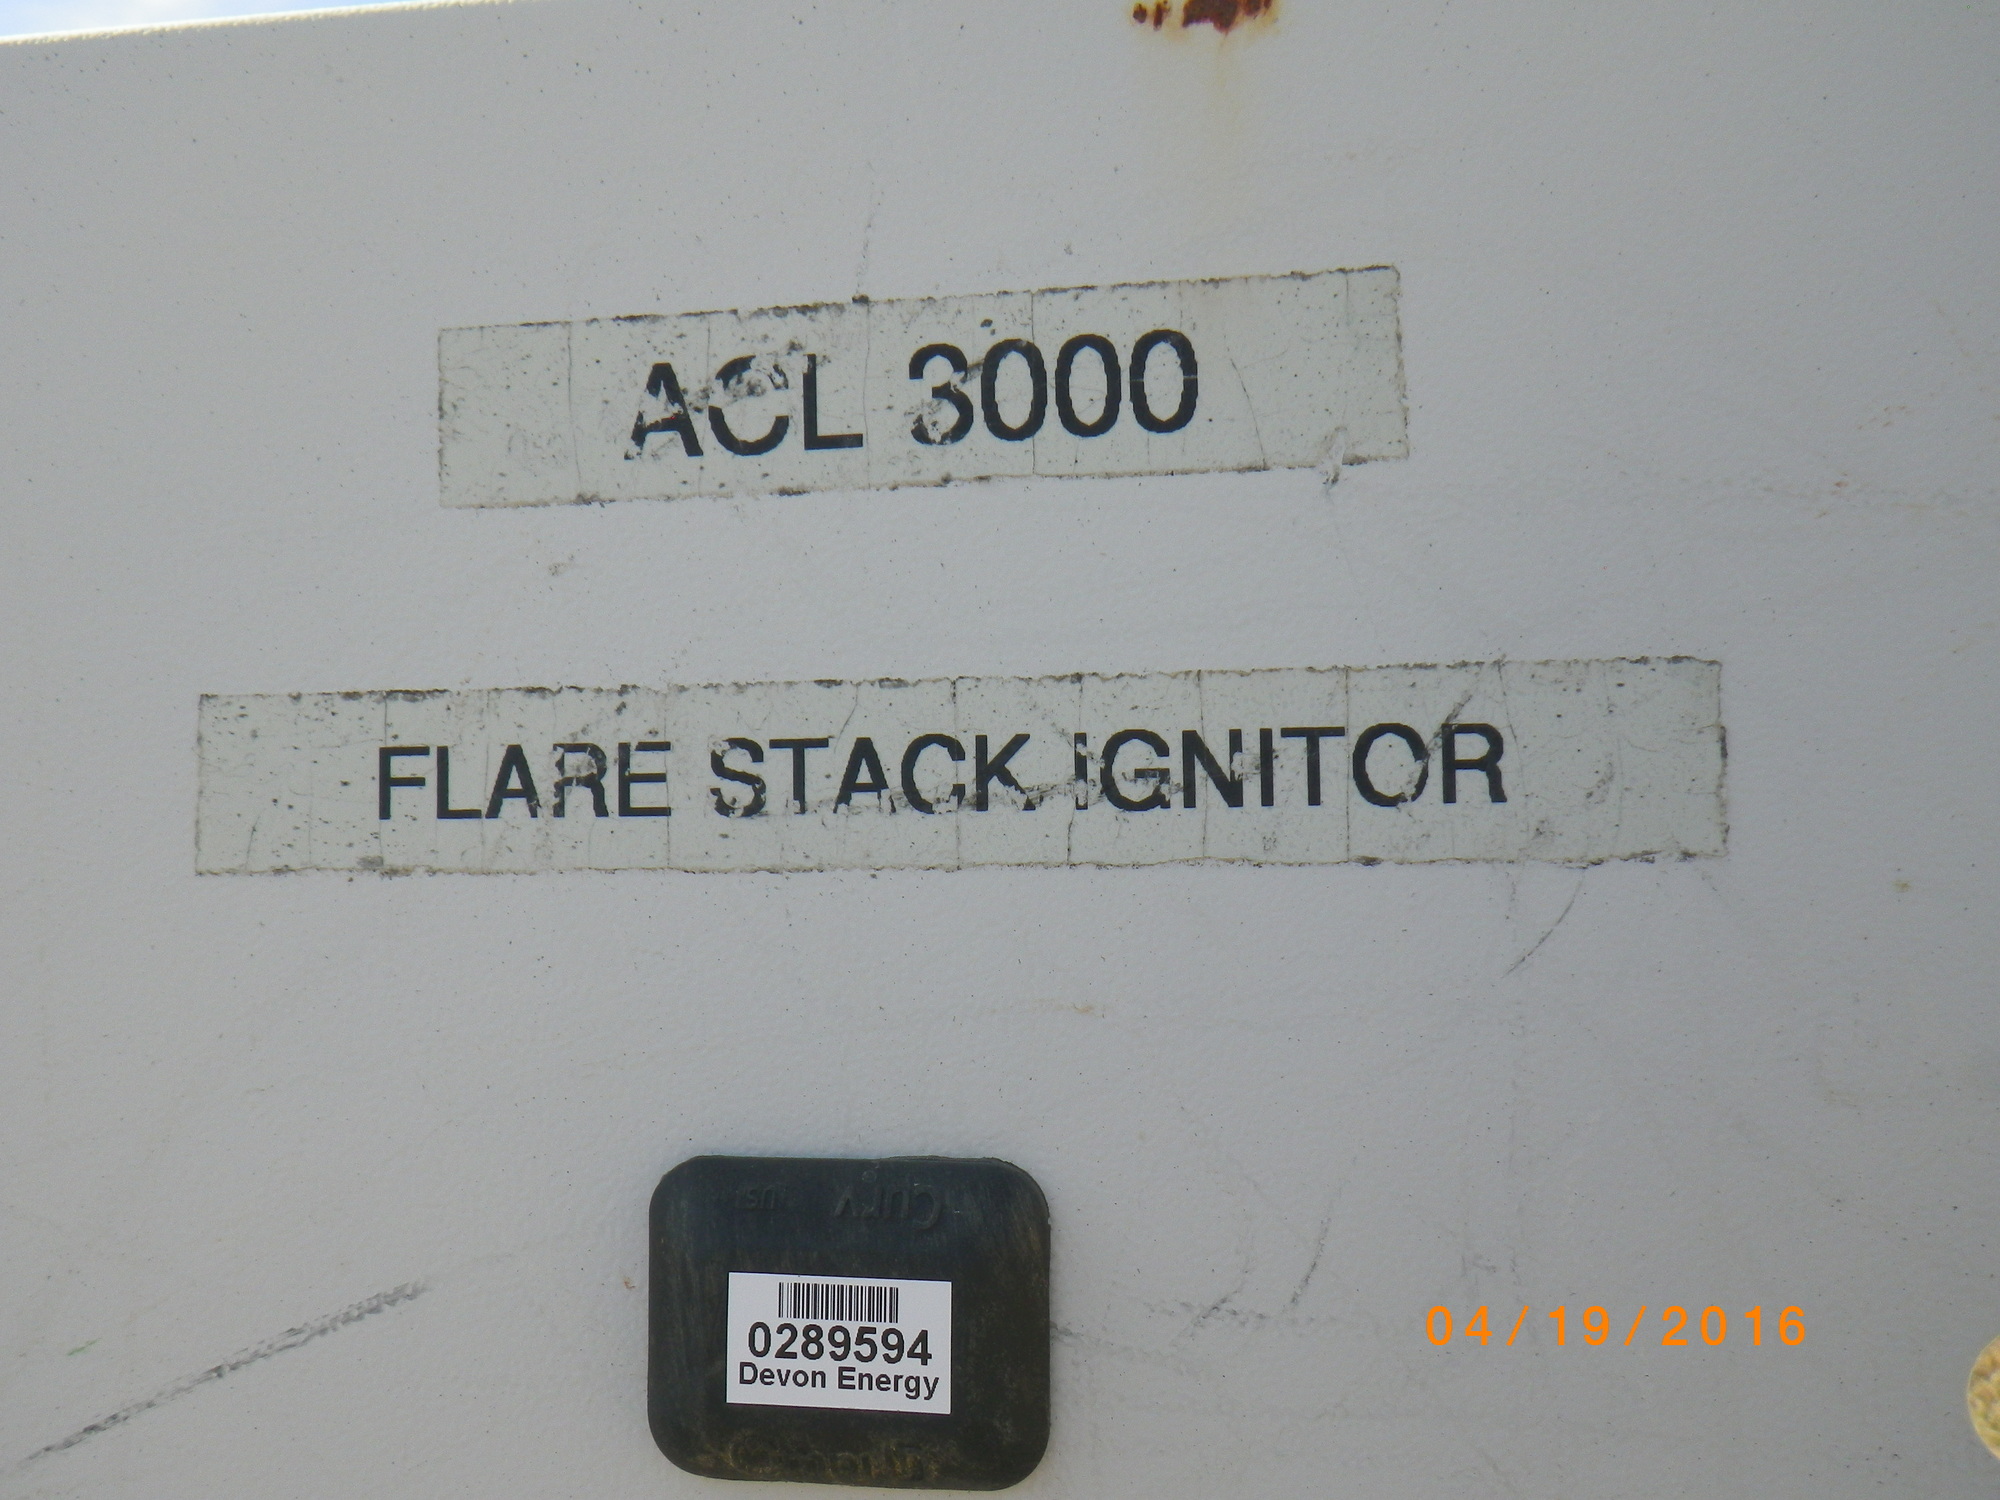 ACL 3000
FLARE STACK IGNITOR
0289594
Devon Energy
04/19/2016